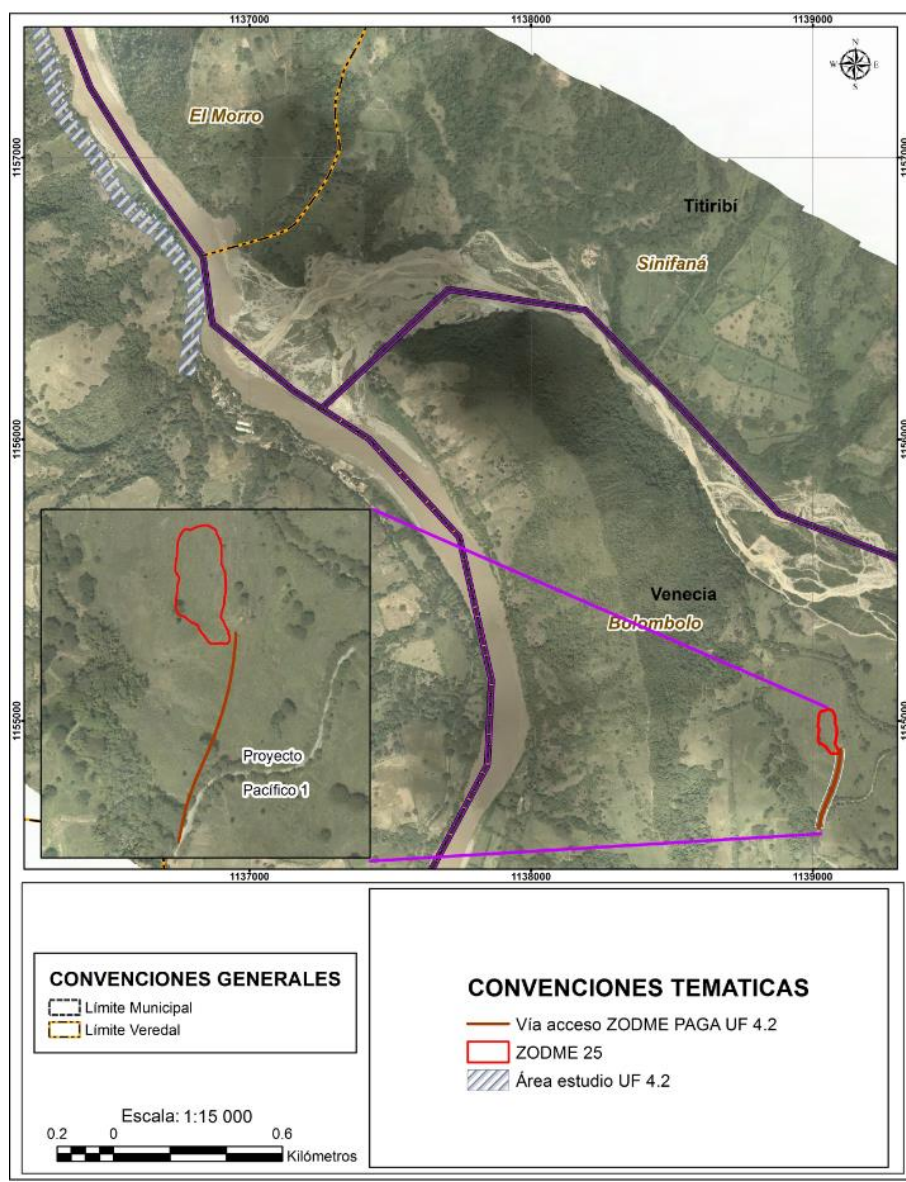 1137000 1138000 1139000
N
W E
S
El Morro
1157000 1157000
Titiribí
Sinifaná
1156000 1156000
Venecia
Bolombolo
1155000 1155000
Proyecto
Pacífico 1
1137000 1138000 1139000
CONVENCIONES GENERALES
Límite Municipal
Límite Veredal
Escala: 1:15 000
0.2 0 0.6
Kilómetros
CONVENCIONES TEMATICAS
Vía acceso ZODME PAGA UF 4.2
ZODME 25
Área estudio UF 4.2